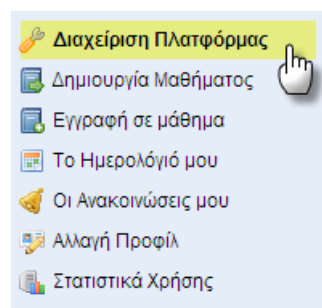 Διαχείριση Πλατφόρμας
Δημιουργία Μαθήματος
Εγγραφή σε μάθημα
Το Ημερολόγιό μου
Οι Ανακοινώσεις μου
Αλλαγή Προφίλ
Στατιστικά Χρήσης